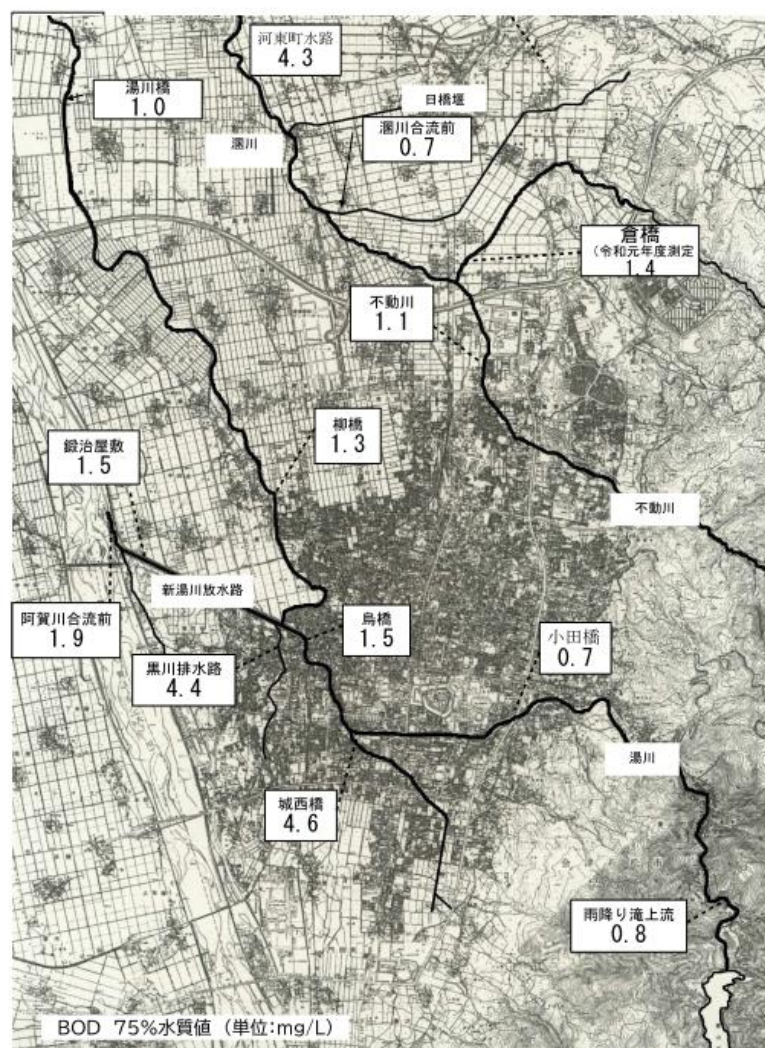 河東町水路
4.3
湯川橋
1.0
日橋堰
溷川
溷川合流前
0.7
倉橋
(令和元年度測定
1.4
不動川
1.1
柳橋
1.3
鍛治屋敷
1.5
不動川
新湯川放水路
阿賀川合流前
1.9
黒川排水路
4.4
鳥橋
1.5
小田橋
0.7
湯川
城西橋
4.6
雨降り滝上流
0.8
BOD 75%水質値 (単位:mg/L)